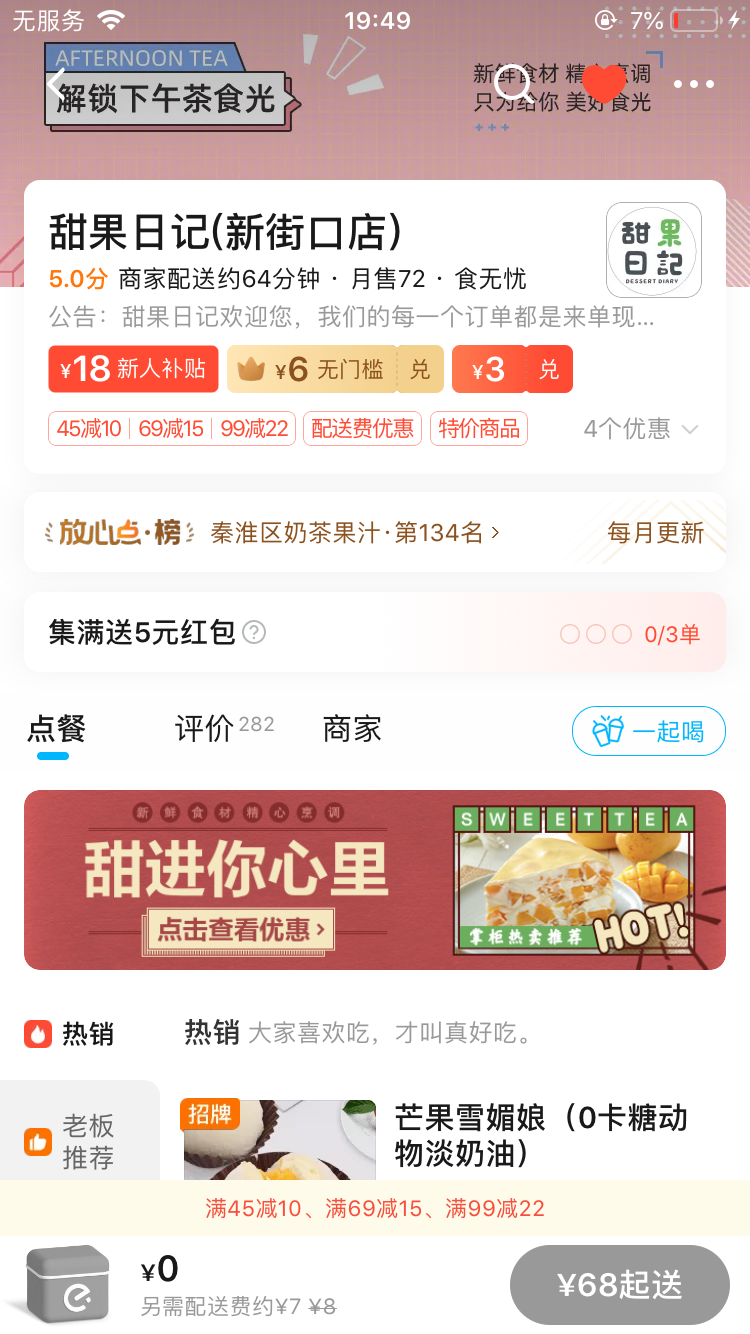 无服务 19:49 7%
AFTERNOON TEA
解锁下午茶食光
新鲜食材 精心烹调
只为给你 美好食光
甜果日记(新街口店)
甜果日記
DESSERT DIARY
5.0分 商家配送约64分钟 · 月售72 · 食无忧
公告：甜果日记欢迎您，我们的每一个订单都是来单现...
¥18 新人补贴 ¥6 无门槛 兑 ¥3 兑
45减10 69减15 99减22 配送费优惠 特价商品 4个优惠
放心点·榜 秦淮区奶茶果汁·第134名 每月更新
集满送5元红包 ? 0/3单
点餐 评价 282 商家 一起喝
新鲜食材精心烹调
甜进你心里
点击查看优惠
SWEETTEA
掌柜热卖推荐 HOT!
热销 热销 大家喜欢吃，才叫真好吃。
老板
推荐
招牌
芒果雪媚娘（0卡糖动
物淡奶油）
满45减10、满69减15、满99减22
¥0
另需配送费约¥7 ¥8
¥68起送